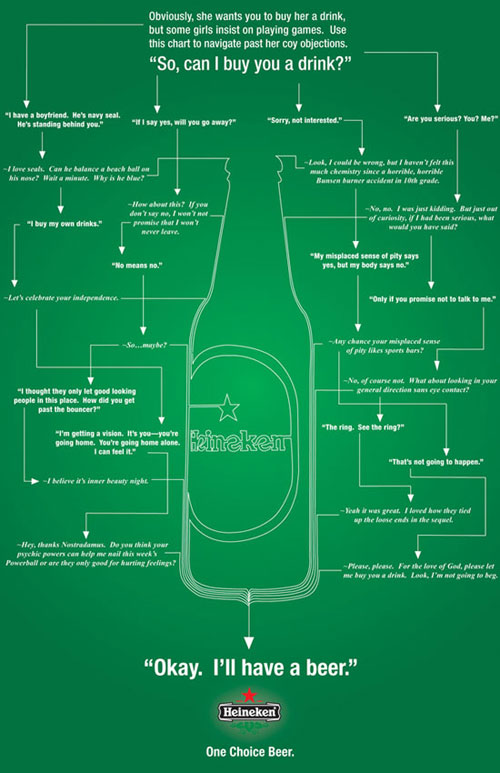 Obviously, she wants you to buy her a drink,
but some girls insist on playing games.  Use
this chart to navigate past her coy objections.
“So, can I buy you a drink?”
“I have a boyfriend.  He’s navy seal.
He’s standing behind you.”
“If I say yes, will you go away?”
“Sorry, not interested.”
“Are you serious?  You?  Me?”
~I love seals.  Can he balance a beach ball on
his nose?  Wait a minute.  Why is he blue?
~Look, I could be wrong, but I haven’t felt this
much chemistry since a horrible, horrible
Bunsen burner accident in 10th grade.
~How about this?  If you
don’t say no, I won’t not
promise that I won’t
never leave.
~No, no.  I was just kidding.  But just out
of curiosity, if I had been serious, what
would you have said?
“I buy my own drinks.”
“My misplaced sense of pity says
yes, but my body says no.”
“No means no.”
“Only if you promise not to talk to me.”
~Let’s celebrate your independence.
~So…maybe?
~Any chance your misplaced sense
of pity likes sports bars?
~No, of course not.  What about looking in your
general direction sans eye contact?
“I thought they only let good looking
people in this place.  How did you get
past the bouncer?”
“I’m getting a vision.  It’s you—you’re
going home.  You’re going home alone.
I can feel it.”
Heineken
“The ring.  See the ring?”
“That’s not going to happen.”
~I believe it’s inner beauty night.
~Yeah it was great.  I loved how they tied
up the loose ends in the sequel.
~Hey, thanks Nostradamus.  Do you think your
psychic powers can help me nail this week’s
Powerball or are they only good for hurting feelings?
~Please, please.  For the love of God, please let
me buy you a drink.  Look, I’m not going to beg.
“Okay.  I’ll have a beer.”
Heineken
One Choice Beer.